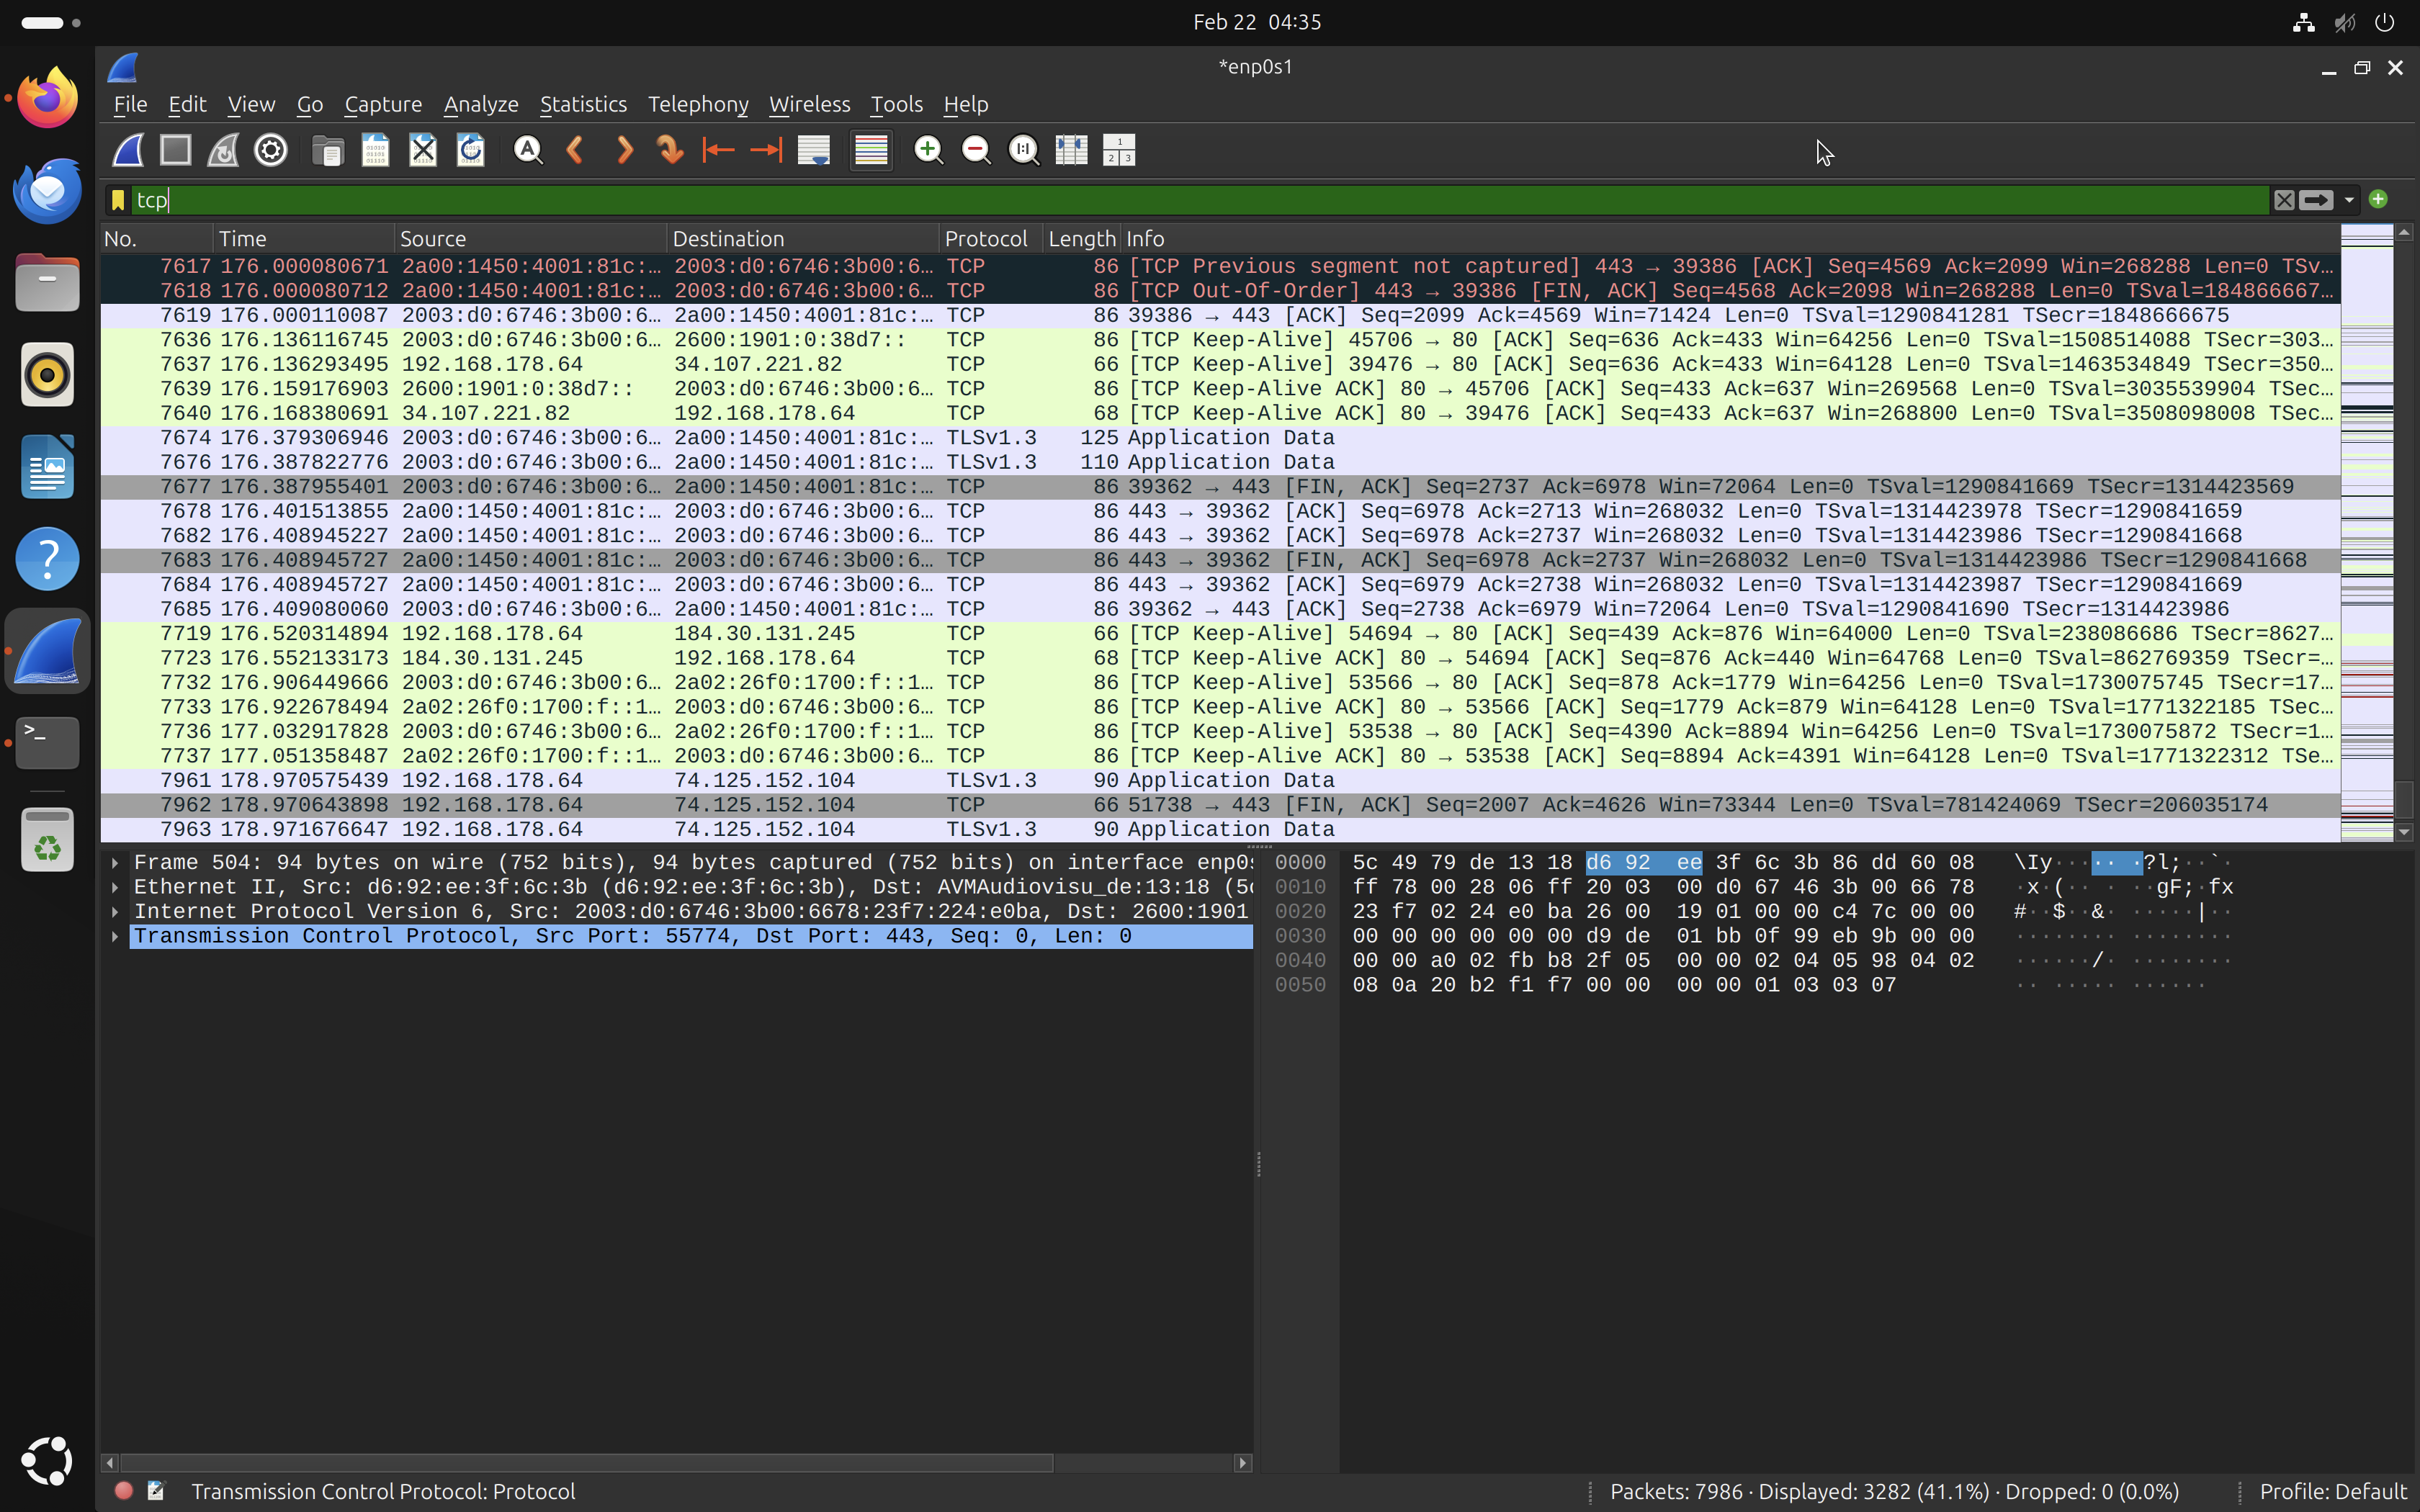 Feb 22 04:35
*enp0s1
File Edit View Go Capture Analyze Statistics Telephony Wireless Tools Help
tcp
No. Time Source Destination Protocol Length Info
7617 176.000080671 2a00:1450:4001:81c:… 2003:d0:6746:3b00:6… TCP 86 [TCP Previous segment not captured] 443 → 39386 [ACK] Seq=4569 Ack=2099 Win=268288 Len=0 TSv…
7618 176.000080712 2a00:1450:4001:81c:… 2003:d0:6746:3b00:6… TCP 86 [TCP Out-Of-Order] 443 → 39386 [FIN, ACK] Seq=4568 Ack=2098 Win=268288 Len=0 TSval=184866667…
7619 176.000110087 2003:d0:6746:3b00:6… 2a00:1450:4001:81c:… TCP 86 39386 → 443 [ACK] Seq=2099 Ack=4569 Win=71424 Len=0 TSval=1290841281 TSecr=1848666675
7636 176.136116745 2003:d0:6746:3b00:6… 2600:1901:0:38d7:: TCP 86 [TCP Keep-Alive] 45706 → 80 [ACK] Seq=636 Ack=433 Win=64256 Len=0 TSval=1508514088 TSecr=303…
7637 176.136293495 192.168.178.64 34.107.221.82 TCP 66 [TCP Keep-Alive] 39476 → 80 [ACK] Seq=636 Ack=433 Win=64128 Len=0 TSval=1463534849 TSecr=350…
7639 176.159176903 2600:1901:0:38d7:: 2003:d0:6746:3b00:6… TCP 86 [TCP Keep-Alive ACK] 80 → 45706 [ACK] Seq=433 Ack=637 Win=269568 Len=0 TSval=3035539904 TSec…
7640 176.168380691 34.107.221.82 192.168.178.64 TCP 68 [TCP Keep-Alive ACK] 80 → 39476 [ACK] Seq=433 Ack=637 Win=268800 Len=0 TSval=3508098008 TSec…
7674 176.379306946 2003:d0:6746:3b00:6… 2a00:1450:4001:81c:… TLSv1.3 125 Application Data
7676 176.387822776 2003:d0:6746:3b00:6… 2a00:1450:4001:81c:… TLSv1.3 110 Application Data
7677 176.387955401 2003:d0:6746:3b00:6… 2a00:1450:4001:81c:… TCP 86 39362 → 443 [FIN, ACK] Seq=2737 Ack=6978 Win=72064 Len=0 TSval=1290841669 TSecr=1314423569
7678 176.401513855 2a00:1450:4001:81c:… 2003:d0:6746:3b00:6… TCP 86 443 → 39362 [ACK] Seq=6978 Ack=2713 Win=268032 Len=0 TSval=1314423978 TSecr=1290841659
7682 176.408945227 2a00:1450:4001:81c:… 2003:d0:6746:3b00:6… TCP 86 443 → 39362 [ACK] Seq=6978 Ack=2737 Win=268032 Len=0 TSval=1314423986 TSecr=1290841668
7683 176.408945727 2a00:1450:4001:81c:… 2003:d0:6746:3b00:6… TCP 86 443 → 39362 [FIN, ACK] Seq=6978 Ack=2737 Win=268032 Len=0 TSval=1314423986 TSecr=1290841668
7684 176.408945727 2a00:1450:4001:81c:… 2003:d0:6746:3b00:6… TCP 86 443 → 39362 [ACK] Seq=6979 Ack=2738 Win=268032 Len=0 TSval=1314423987 TSecr=1290841669
7685 176.409080060 2003:d0:6746:3b00:6… 2a00:1450:4001:81c:… TCP 86 39362 → 443 [ACK] Seq=2738 Ack=6979 Win=72064 Len=0 TSval=1290841690 TSecr=1314423986
7719 176.520314894 192.168.178.64 184.30.131.245 TCP 66 [TCP Keep-Alive] 54694 → 80 [ACK] Seq=439 Ack=876 Win=64000 Len=0 TSval=238086686 TSecr=8627…
7723 176.552133173 184.30.131.245 192.168.178.64 TCP 68 [TCP Keep-Alive ACK] 80 → 54694 [ACK] Seq=876 Ack=440 Win=64768 Len=0 TSval=862769359 TSecr=…
7732 176.906449666 2003:d0:6746:3b00:6… 2a02:26f0:1700:f::1… TCP 86 [TCP Keep-Alive] 53566 → 80 [ACK] Seq=878 Ack=1779 Win=64256 Len=0 TSval=1730075745 TSecr=17…
7733 176.922678494 2a02:26f0:1700:f::1… 2003:d0:6746:3b00:6… TCP 86 [TCP Keep-Alive ACK] 80 → 53566 [ACK] Seq=1779 Ack=879 Win=64128 Len=0 TSval=1771322185 TSec…
7736 177.032917828 2003:d0:6746:3b00:6… 2a02:26f0:1700:f::1… TCP 86 [TCP Keep-Alive] 53538 → 80 [ACK] Seq=4390 Ack=8894 Win=64256 Len=0 TSval=1730075872 TSecr=1…
7737 177.051358487 2a02:26f0:1700:f::1… 2003:d0:6746:3b00:6… TCP 86 [TCP Keep-Alive ACK] 80 → 53538 [ACK] Seq=8894 Ack=4391 Win=64128 Len=0 TSval=1771322312 TSe…
7961 178.970575439 192.168.178.64 74.125.152.104 TLSv1.3 90 Application Data
7962 178.970643898 192.168.178.64 74.125.152.104 TCP 66 51738 → 443 [FIN, ACK] Seq=2007 Ack=4626 Win=73344 Len=0 TSval=781424069 TSecr=206035174
7963 178.971676647 192.168.178.64 74.125.152.104 TLSv1.3 90 Application Data
Frame 504: 94 bytes on wire (752 bits), 94 bytes captured (752 bits) on interface enp0s
Ethernet II, Src: d6:92:ee:3f:6c:3b (d6:92:ee:3f:6c:3b), Dst: AVMAudiovisu_de:13:18 (5c
Internet Protocol Version 6, Src: 2003:d0:6746:3b00:6678:23f7:224:e0ba, Dst: 2600:1901
Transmission Control Protocol, Src Port: 55774, Dst Port: 443, Seq: 0, Len: 0
0000 5c 49 79 de 13 18 d6 92 ee 3f 6c 3b 86 dd 60 08 \Iy···· ·?l;··`·
0010 ff 78 00 28 06 ff 20 03 00 d0 67 46 3b 00 66 78 ·x·(·· · ··gF;·fx
0020 23 f7 02 24 e0 ba 26 00 19 01 00 00 c4 7c 00 00 #··$··&· ·····|··
0030 00 00 00 00 00 00 d9 de 01 bb 0f 99 eb 9b 00 00 ········ ········
0040 00 00 a0 02 fb b8 2f 05 00 00 02 04 05 98 04 02 ······/· ········
0050 08 0a 20 b2 f1 f7 00 00 00 00 01 03 03 07 ·· ····· ······
Transmission Control Protocol: Protocol
Packets: 7986 · Displayed: 3282 (41.1%) · Dropped: 0 (0.0%)
Profile: Default